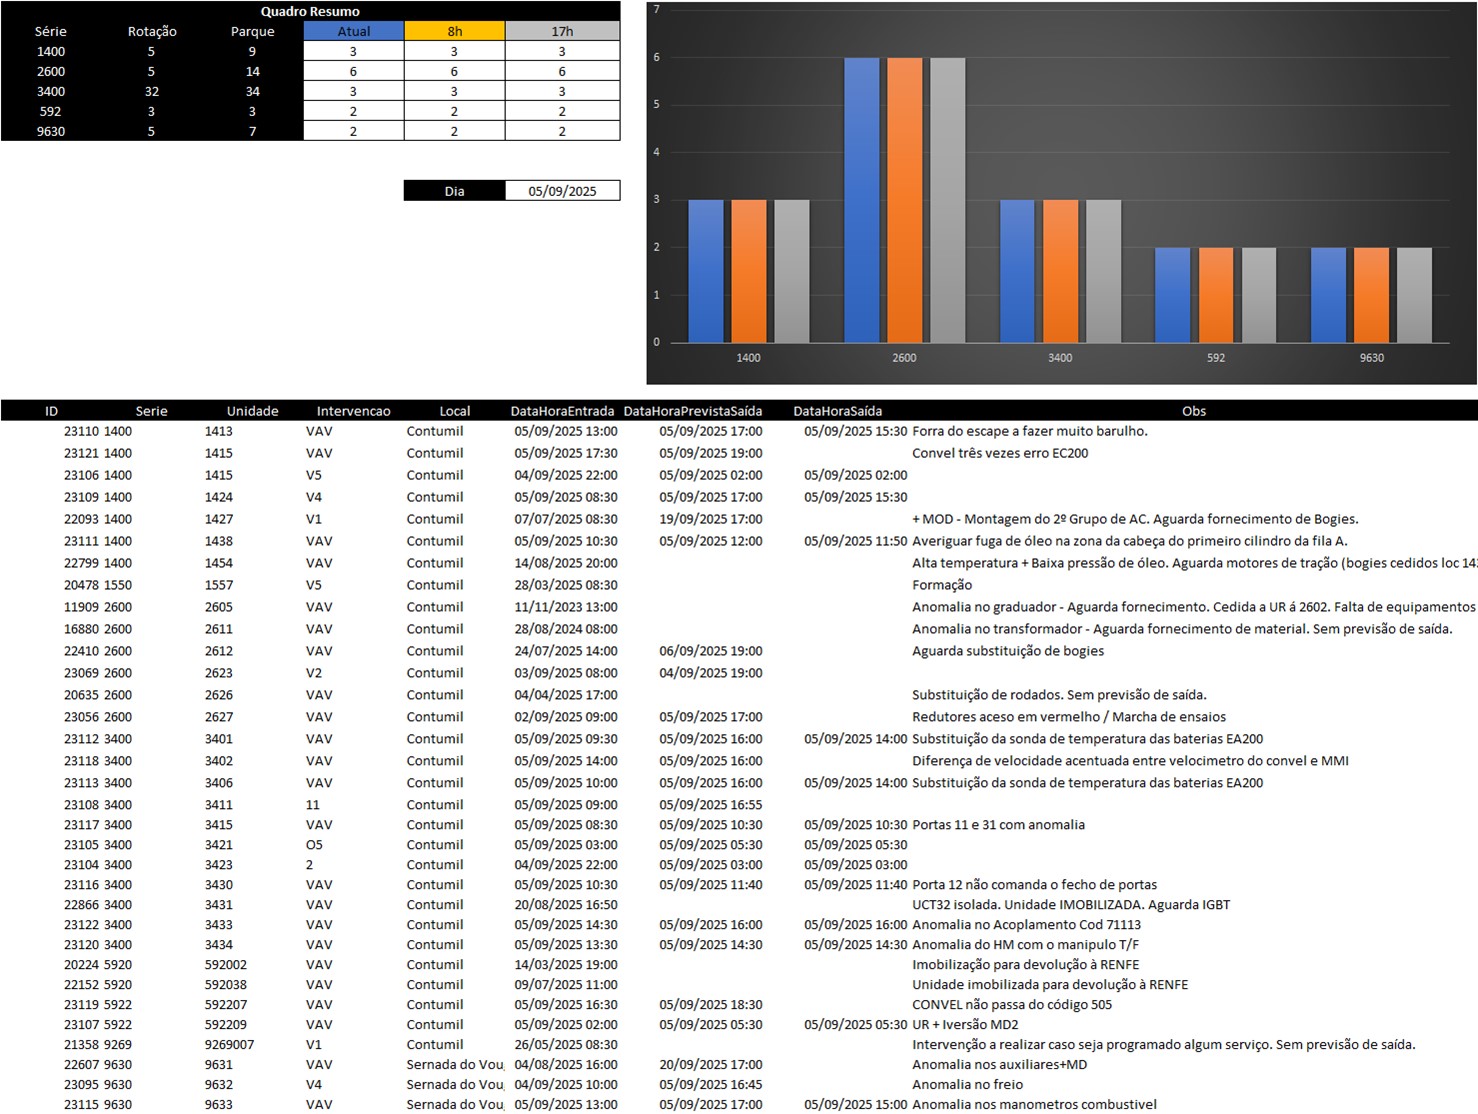 Quadro Resumo
Série Rotação Parque Atual 8h 17h
1400 5 9 3 3 3
2600 5 14 6 6 6
3400 32 34 3 3 3
592 3 3 2 2 2
9630 5 7 2 2 2
Dia 05/09/2025
7
6
5
4
3
2
1
0
1400 2600 3400 592 9630
ID Serie Unidade Intervencao Local DataHoraEntrada DataHoraPrevistaSaída DataHoraSaída Obs
23110 1400 1413 VAV Contumil 05/09/2025 13:00 05/09/2025 17:00 05/09/2025 15:30 Forra do escape a fazer muito barulho.
23121 1400 1415 VAV Contumil 05/09/2025 17:30 05/09/2025 19:00 Convel três vezes erro EC200
23106 1400 1415 V5 Contumil 04/09/2025 22:00 05/09/2025 02:00 05/09/2025 02:00
23109 1400 1424 V4 Contumil 05/09/2025 08:30 05/09/2025 17:00 05/09/2025 15:30
22093 1400 1427 V1 Contumil 07/07/2025 08:30 19/09/2025 17:00 + MOD - Montagem do 2º Grupo de AC. Aguarda fornecimento de Bogies.
23111 1400 1438 VAV Contumil 05/09/2025 10:30 05/09/2025 12:00 05/09/2025 11:50 Averiguar fuga de óleo na zona da cabeça do primeiro cilindro da fila A.
22799 1400 1454 VAV Contumil 14/08/2025 20:00 Alta temperatura + Baixa pressão de óleo. Aguarda motores de tração (bogies cedidos loc 143
20478 1550 1557 V5 Contumil 28/03/2025 08:30 Formação
11909 2600 2605 VAV Contumil 11/11/2023 13:00 Anomalia no graduador - Aguarda fornecimento. Cedida a UR á 2602. Falta de equipamentos
16880 2600 2611 VAV Contumil 28/08/2024 08:00 Anomalia no transformador - Aguarda fornecimento de material. Sem previsão de saída.
22410 2600 2612 VAV Contumil 24/07/2025 14:00 06/09/2025 19:00 Aguarda substituição de bogies
23069 2600 2623 V2 Contumil 03/09/2025 08:00 04/09/2025 19:00
20635 2600 2626 VAV Contumil 04/04/2025 17:00 Substituição de rodados. Sem previsão de saída.
23056 2600 2627 VAV Contumil 02/09/2025 09:00 05/09/2025 17:00 Redutores aceso em vermelho / Marcha de ensaios
23112 3400 3401 VAV Contumil 05/09/2025 09:30 05/09/2025 16:00 05/09/2025 14:00 Substituição da sonda de temperatura das baterias EA200
23118 3400 3402 VAV Contumil 05/09/2025 14:00 05/09/2025 16:00 Diferença de velocidade acentuada entre velocimetro do convel e MMI
23113 3400 3406 VAV Contumil 05/09/2025 10:00 05/09/2025 16:00 05/09/2025 14:00 Substituição da sonda de temperatura das baterias EA200
23108 3400 3411 11 Contumil 05/09/2025 09:00 05/09/2025 16:55
23117 3400 3415 VAV Contumil 05/09/2025 08:30 05/09/2025 10:30 05/09/2025 10:30 Portas 11 e 31 com anomalia
23105 3400 3421 O5 Contumil 05/09/2025 03:00 05/09/2025 05:30 05/09/2025 05:30
23104 3400 3423 2 Contumil 04/09/2025 22:00 05/09/2025 03:00 05/09/2025 03:00
23116 3400 3430 VAV Contumil 05/09/2025 10:30 05/09/2025 11:40 05/09/2025 11:40 Porta 12 não comanda o fecho de portas
22866 3400 3431 VAV Contumil 20/08/2025 16:50 UCT32 isolada. Unidade IMOBILIZADA. Aguarda IGBT
23122 3400 3433 VAV Contumil 05/09/2025 14:30 05/09/2025 16:00 05/09/2025 16:00 Anomalia no Acoplamento Cod 71113
23120 3400 3434 VAV Contumil 05/09/2025 13:30 05/09/2025 14:30 05/09/2025 14:30 Anomalia do HM com o manipulo T/F
20224 5920 592002 VAV Contumil 14/03/2025 19:00 Imobilização para devolução à RENFE
22152 5920 592038 VAV Contumil 09/07/2025 11:00 Unidade imobilizada para devolução à RENFE
23119 5922 592207 VAV Contumil 05/09/2025 16:30 05/09/2025 18:30 CONVEL não passa do código 505
23107 5922 592209 VAV Contumil 05/09/2025 02:00 05/09/2025 05:30 05/09/2025 05:30 UR + Iversão MD2
21358 9269 9269007 V1 Contumil 26/05/2025 08:30 Intervenção a realizar caso seja programado algum serviço. Sem previsão de saída.
22607 9630 9631 VAV Sernada do Vou 04/08/2025 16:00 20/09/2025 17:00 Anomalia nos auxiliares+MD
23095 9630 9632 V4 Sernada do Vou 04/09/2025 10:00 05/09/2025 16:45 Anomalia no freio
23115 9630 9633 VAV Sernada do Vou 05/09/2025 13:00 05/09/2025 17:00 05/09/2025 15:00 Anomalia nos manometros combustivel